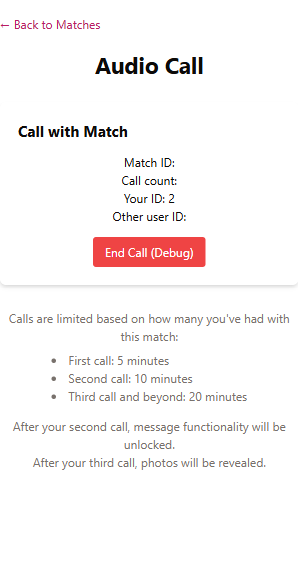 ← Back to Matches
Audio Call
Call with Match
Match ID:
Call count:
Your ID: 2
Other user ID:
End Call (Debug)
Calls are limited based on how many you've had with
this match:
• First call: 5 minutes
• Second call: 10 minutes
• Third call and beyond: 20 minutes
After your second call, message functionality will be
unlocked.
After your third call, photos will be revealed.